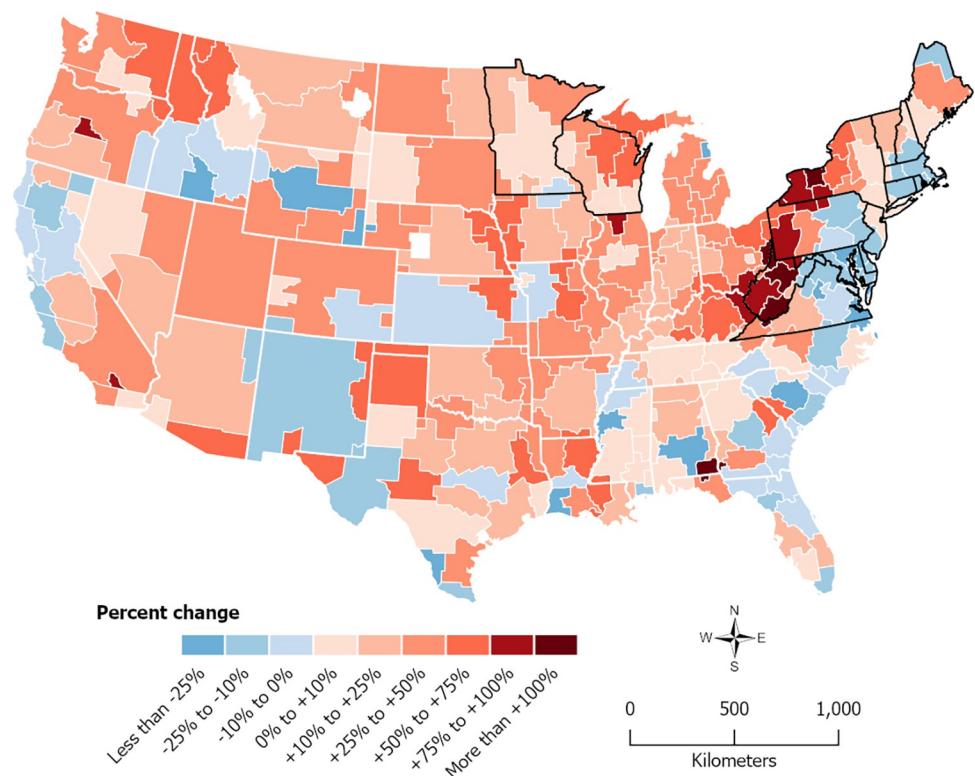 Percent change
Less than -25%
-25% to -10%
-10% to 0%
0% to +10%
+10% to +25%
+25% to +50%
+50% to +75%
+75% to +100%
More than +100%
N
W E
S
0 500 1,000
Kilometers